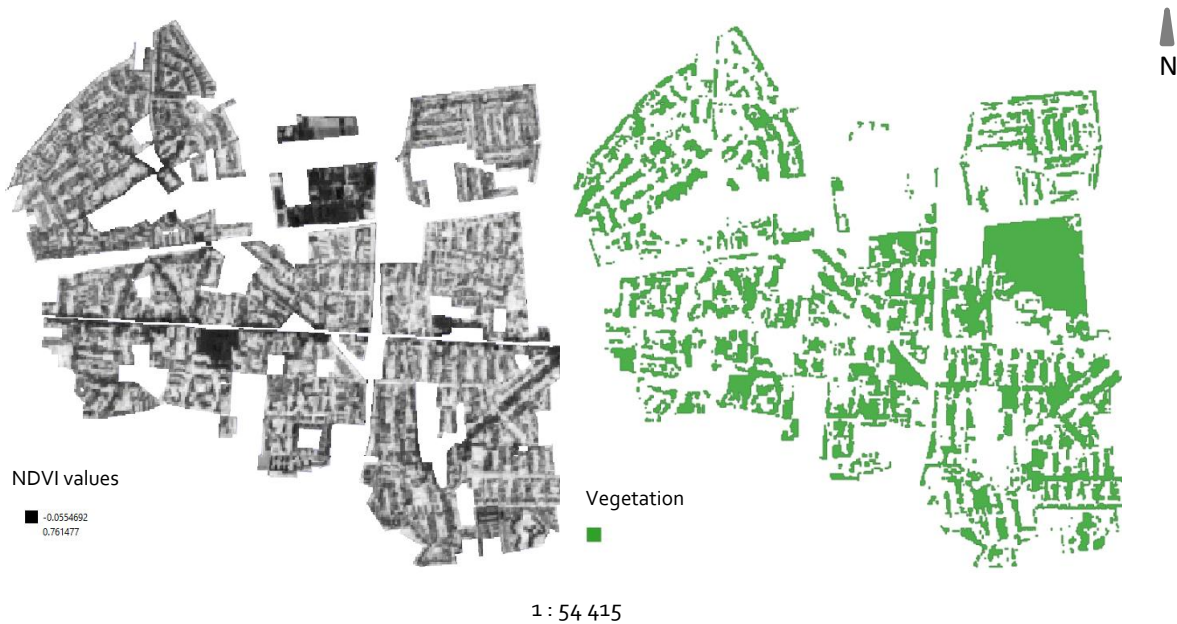 N
NDVI values
-0.0554692
0.761477
Vegetation
1 : 54 415